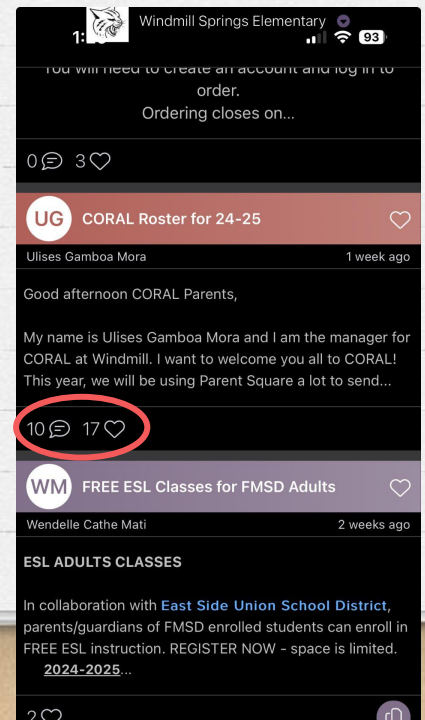 Windmill Springs Elementary
93
You will need to create an account and log in to
order.
Ordering closes on...
0 3
UG CORAL Roster for 24-25
Ulises Gamboa Mora 1 week ago
Good afternoon CORAL Parents,
My name is Ulises Gamboa Mora and I am the manager for
CORAL at Windmill. I want to welcome you all to CORAL!
This year, we will be using Parent Square a lot to send...
10 17
WM FREE ESL Classes for FMSD Adults
Wendelle Cathe Mati 2 weeks ago
ESL ADULTS CLASSES
In collaboration with East Side Union School District,
parents/guardians of FMSD enrolled students can enroll in
FREE ESL instruction. REGISTER NOW - space is limited.
2024-2025...
2